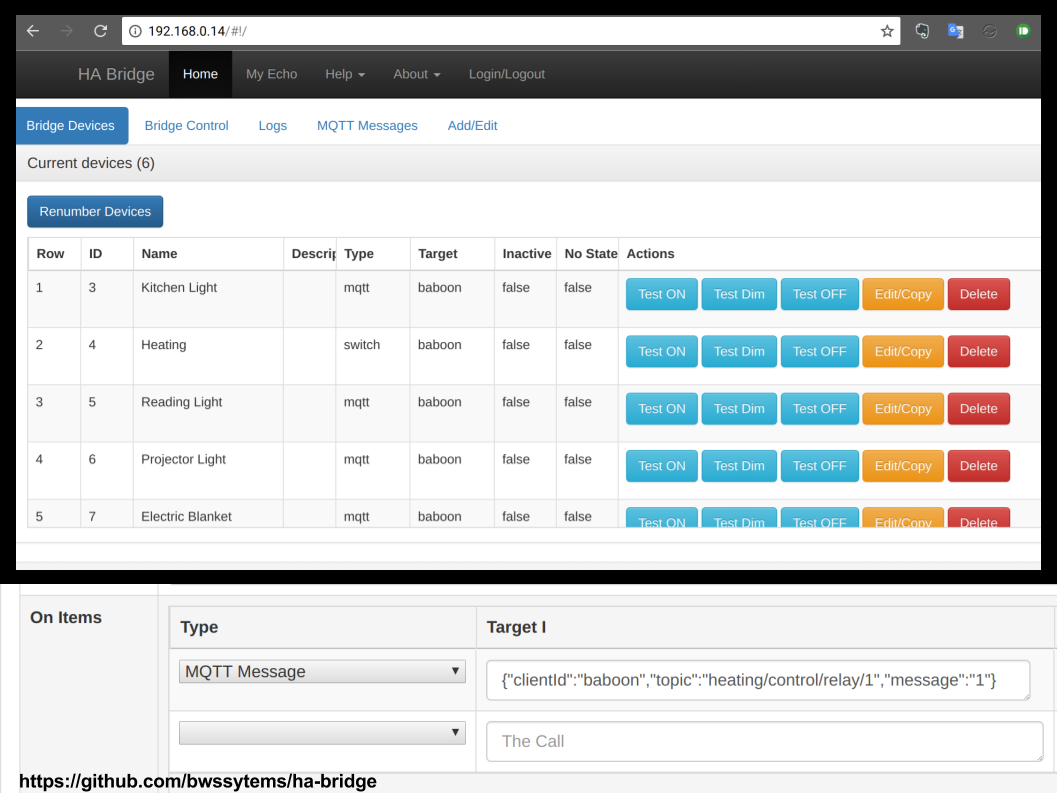 192.168.0.14/#!/
HA Bridge Home My Echo Help About Login/Logout
Bridge Devices Bridge Control Logs MQTT Messages Add/Edit
Current devices (6)
Renumber Devices
Row ID Name Descrip Type Target Inactive No State Actions
1 3 Kitchen Light mqtt baboon false false Test ON Test Dim Test OFF Edit/Copy Delete
2 4 Heating switch baboon false false Test ON Test Dim Test OFF Edit/Copy Delete
3 5 Reading Light mqtt baboon false false Test ON Test Dim Test OFF Edit/Copy Delete
4 6 Projector Light mqtt baboon false false Test ON Test Dim Test OFF Edit/Copy Delete
5 7 Electric Blanket mqtt baboon false false Test ON Test Dim Test OFF Edit/Copy Delete
On Items
Type Target I
MQTT Message {"clientId":"baboon","topic":"heating/control/relay/1","message":"1"}
The Call
https://github.com/bwssytems/ha-bridge